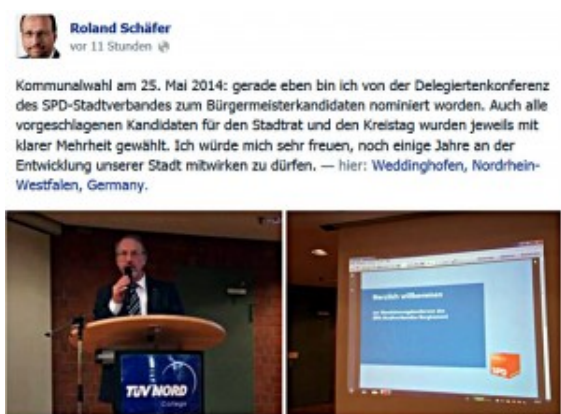 Roland Schäfer
vor 11 Stunden
Kommunalwahl am 25. Mai 2014: gerade eben bin ich von der Delegiertenkonferenz
des SPD-Stadtverbandes zum Bürgermeisterkandidaten nominiert worden. Auch alle
vorgeschlagenen Kandidaten für den Stadtrat und den Kreistag wurden jeweils mit
klarer Mehrheit gewählt. Ich würde mich sehr freuen, noch einige Jahre an der
Entwicklung unserer Stadt mitwirken zu dürfen. — hier: Weddinghofen, Nordrhein-
Westfalen, Germany.
TÜV NORD
College
Herzlich willkommen
SPD